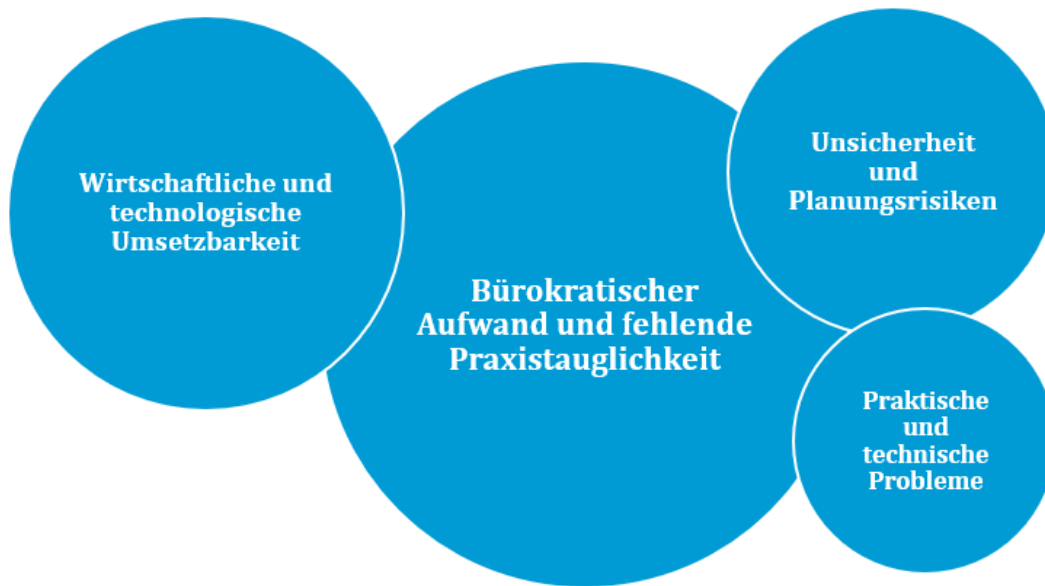 Wirtschaftliche und
technologische
Umsetzbarkeit
Bürokratischer
Aufwand und fehlende
Praxistauglichkeit
Unsicherheit
und
Planungsrisiken
Praktische
und
technische
Probleme